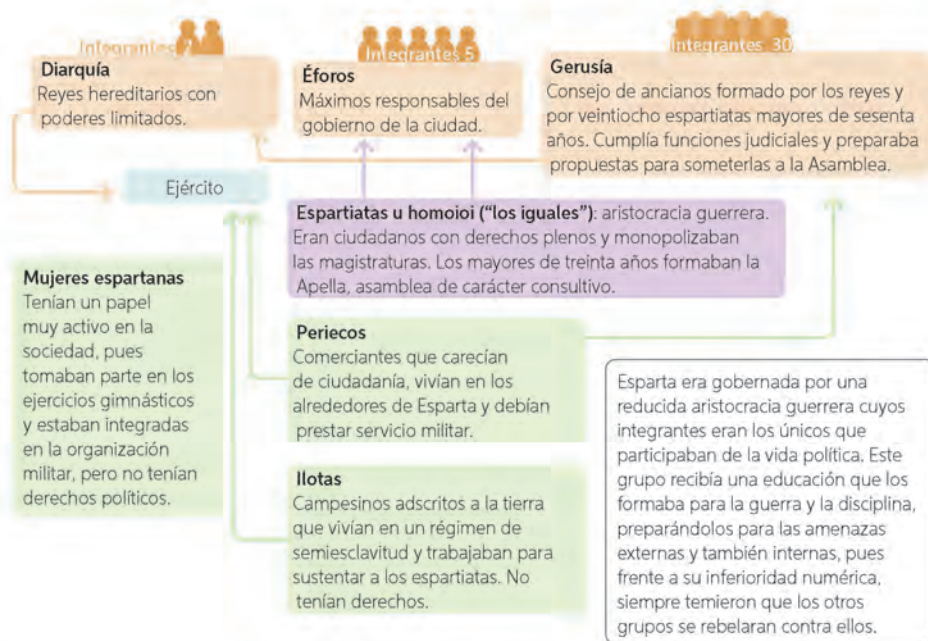 Integrantes 2
Diarquía
Reyes hereditarios con
poderes limitados.
Integrantes 5
Éforos
Máximos responsables del
gobierno de la ciudad.
Integrantes 30
Gerusía
Consejo de ancianos formado por los reyes y
por veintiocho espartiatas mayores de sesenta
años. Cumplía funciones judiciales y preparaba
propuestas para someterlas a la Asamblea.
Ejército
Espartiatas u homoioi (“los iguales”): aristocracia guerrera.
Eran ciudadanos con derechos plenos y monopolizaban
las magistraturas. Los mayores de treinta años formaban la
Apella, asamblea de carácter consultivo.
Mujeres espartanas
Tenían un papel
muy activo en la
sociedad, pues
tomaban parte en los
ejercicios gimnásticos
y estaban integradas
en la organización
militar, pero no tenían
derechos políticos.
Periecos
Comerciantes que carecían
de ciudadanía, vivían en los
alrededores de Esparta y debían
prestar servicio militar.
Ilotas
Campesinos adscritos a la tierra
que vivían en un régimen de
semiesclavitud y trabajaban para
sustentar a los espartiatas. No
tenían derechos.
Esparta era gobernada por una
reducida aristocracia guerrera cuyos
integrantes eran los únicos que
participaban de la vida política. Este
grupo recibía una educación que los
formaba para la guerra y la disciplina,
preparándolos para las amenazas
externas y también internas, pues
frente a su inferioridad numérica,
siempre temieron que los otros
grupos se rebelaran contra ellos.